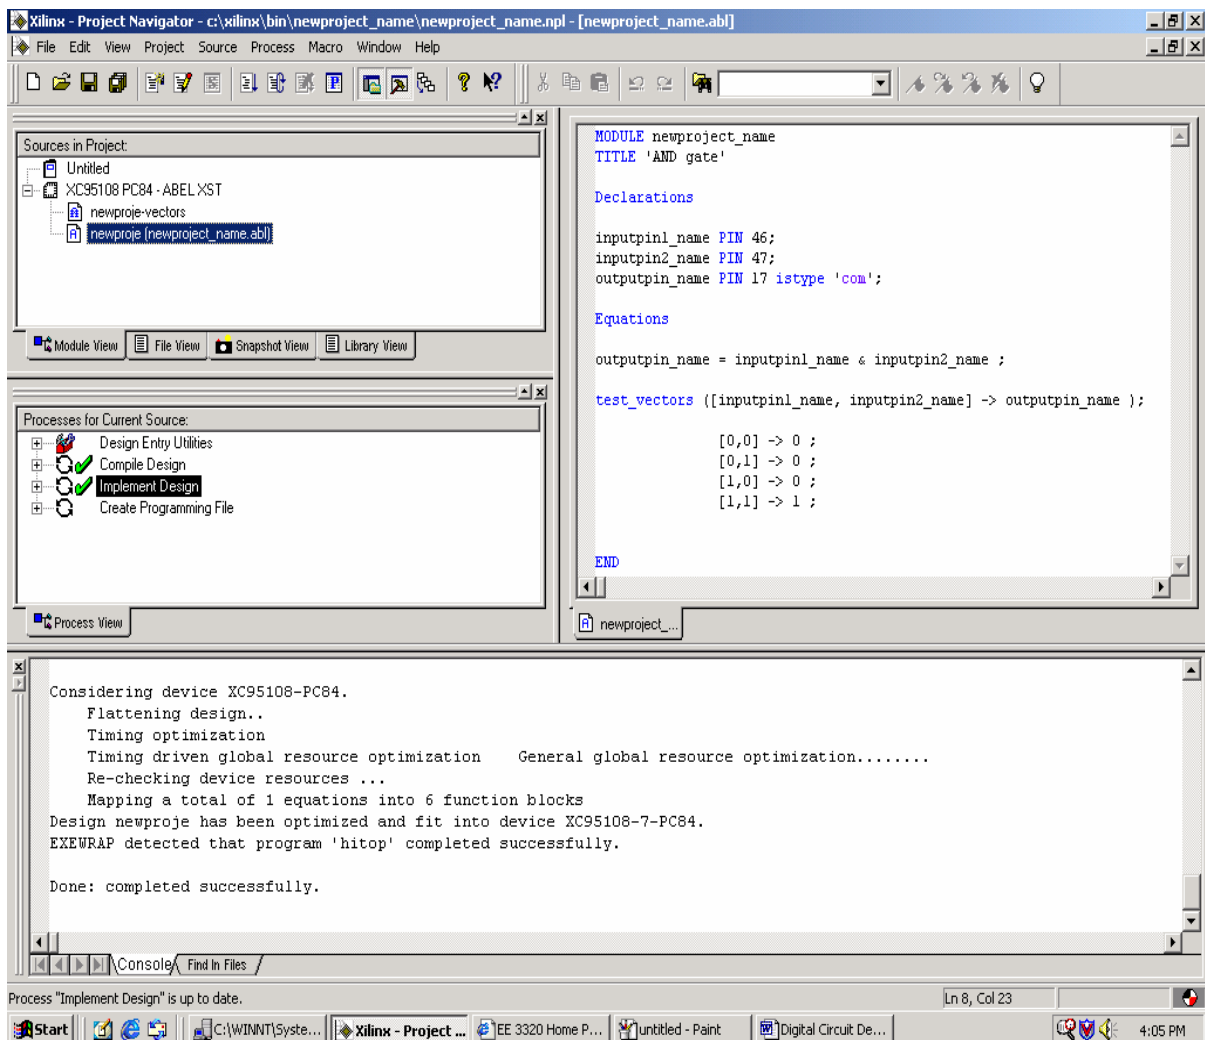 Xilinx - Project Navigator - c:\xilinx\bin\newproject_name\newproject_name.npl - [newproject_name.abl]
File Edit View Project Source Process Macro Window Help
Sources in Project:
Untitled
XC95108 PC84 - ABEL XST
newproje-vectors
newproje (newproject_name.abl)
Module View File View Snapshot View Library View
Processes for Current Source:
Design Entry Utilities
Compile Design
Implement Design
Create Programming File
Process View
MODULE newproject_name
TITLE 'AND gate'
Declarations
inputpin1_name PIN 46;
inputpin2_name PIN 47;
outputpin_name PIN 17 istype 'com';
Equations
outputpin_name = inputpin1_name & inputpin2_name ;
test_vectors ([inputpin1_name, inputpin2_name] -> outputpin_name );
[0,0] -> 0 ;
[0,1] -> 0 ;
[1,0] -> 0 ;
[1,1] -> 1 ;
END
newproject_...
Considering device XC95108-PC84.
Flattening design..
Timing optimization
Timing driven global resource optimization General global resource optimization........
Re-checking device resources ...
Mapping a total of 1 equations into 6 function blocks
Design newproje has been optimized and fit into device XC95108-7-PC84.
EXEWRAP detected that program 'hitop' completed successfully.
Done: completed successfully.
Console Find In Files
Process "Implement Design" is up to date.
Ln 8, Col 23
Start C:\WINNT\Syste... Xilinx - Project ... EE 3320 Home P... untitled - Paint Digital Circuit De... 4:05 PM